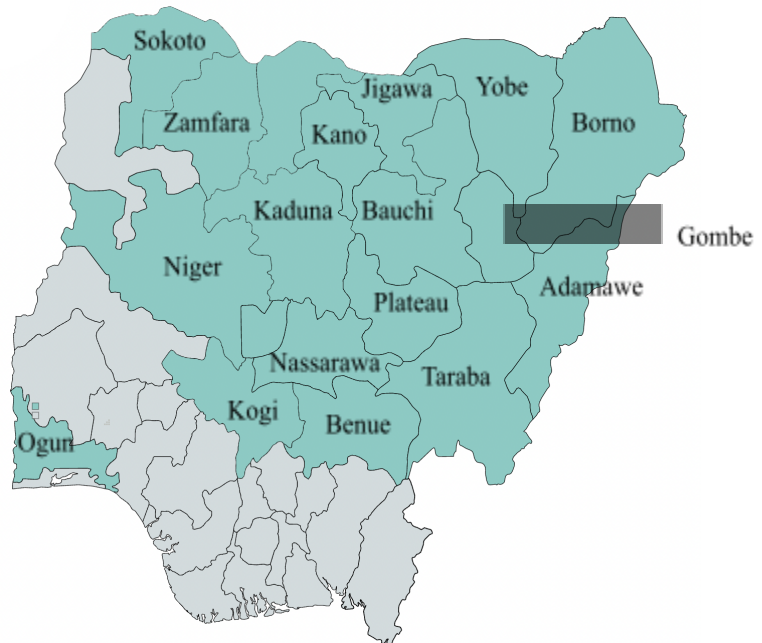 Sokoto
Yobe
Jigawa
Zamfara
Kano
Borno
Kaduna
Bauchi
Gombe
Niger
Adamawe
Plateau
Nassarawa
Taraba
Kogi
Benue
Ogun